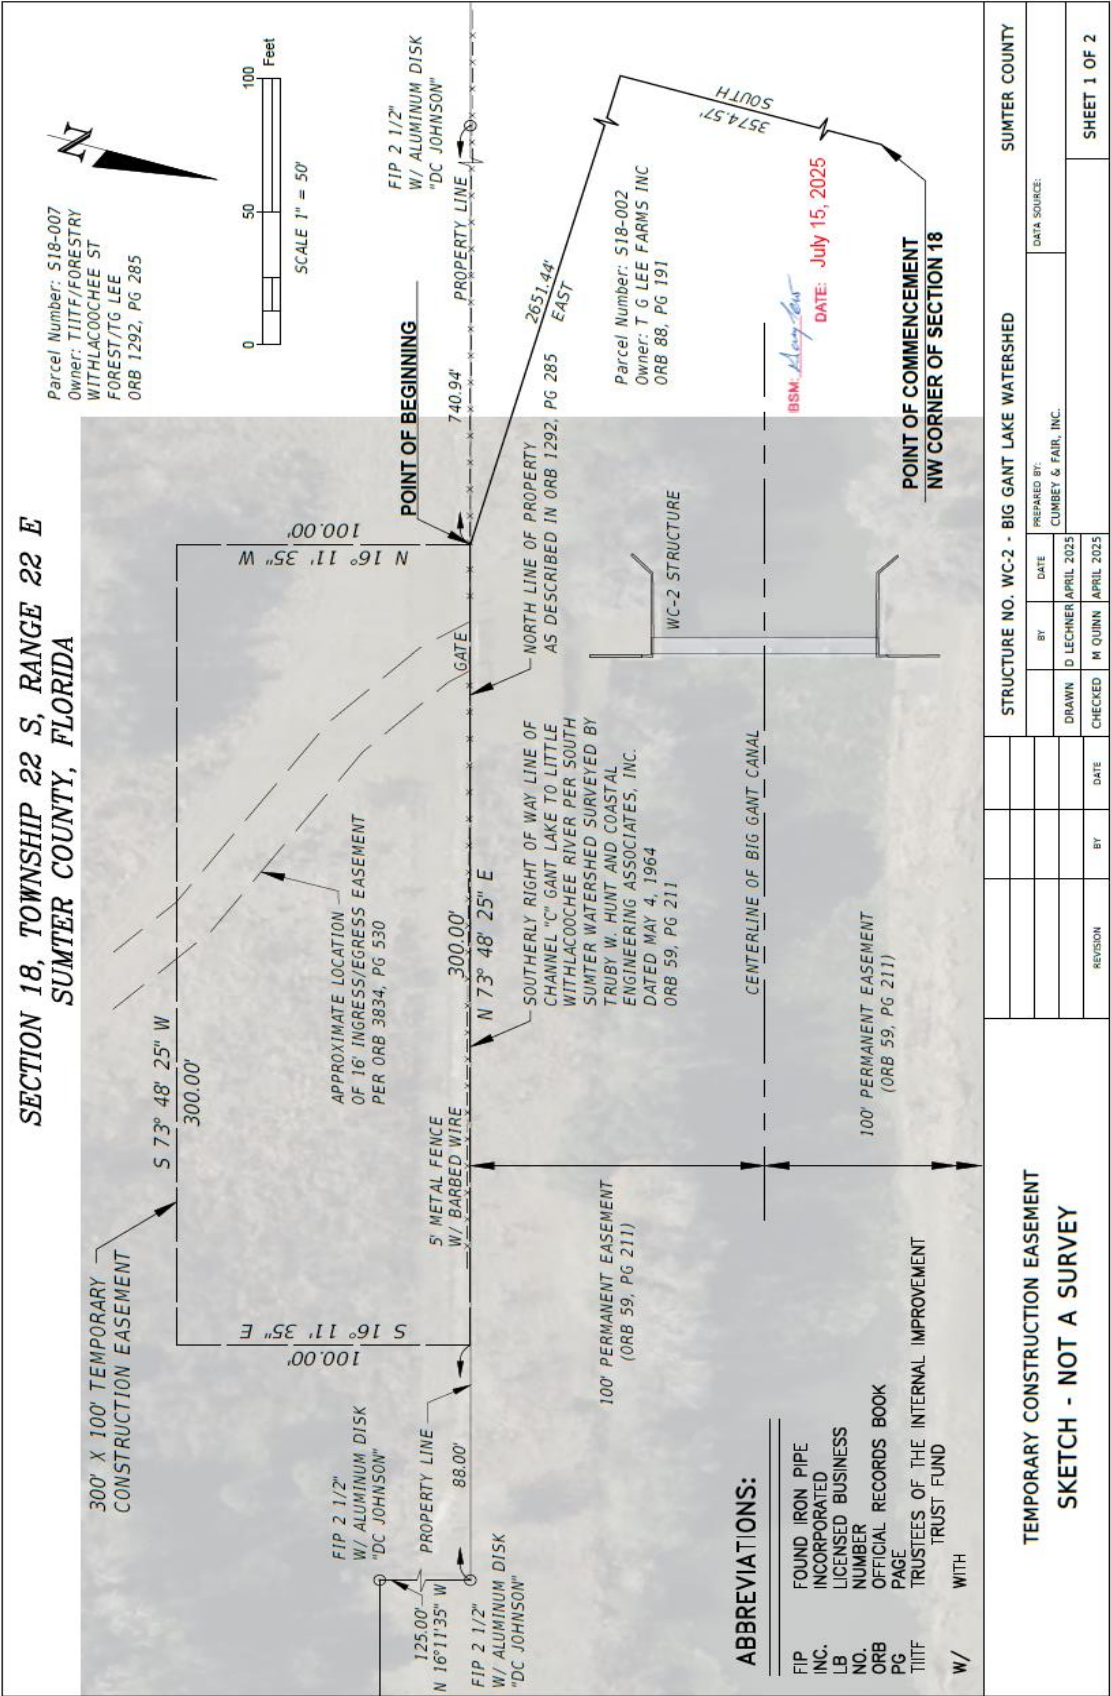 SECTION 18, TOWNSHIP 22 S, RANGE 22 E
SUMTER COUNTY, FLORIDA
300' X 100' TEMPORARY
CONSTRUCTION EASEMENT
S 73° 48' 25" W
300.00'
Parcel Number: S18-007
Owner: TIITF/FORESTRY
WITHLACOOCHEE ST
FOREST/TG LEE
ORB 1292, PG 285
N
0
50
100
Feet
SCALE 1" = 50'
S 16° 11' 35" E
100.00'
APPROXIMATE LOCATION
OF 16' INGRESS/EGRESS EASEMENT
PER ORB 3834, PG 530
N 16° 11' 35" W
100.00'
POINT OF BEGINNING
FIP 2 1/2"
W/ ALUMINUM DISK
"DC JOHNSON"
FIP 2 1/2"
W/ ALUMINUM DISK
"DC JOHNSON"
PROPERTY LINE
88.00'
5' METAL FENCE
W/ BARBED WIRE
300.00'
N 73° 48' 25" E
GATE
740.94'
PROPERTY LINE
125.00'
N 16°11'35" W
FIP 2 1/2"
W/ ALUMINUM DISK
"DC JOHNSON"
SOUTHERLY RIGHT OF WAY LINE OF
CHANNEL "C" GANT LAKE TO LITTLE
WITHLACOOCHEE RIVER PER SOUTH
SUMTER WATERSHED SURVEYED BY
TRUBY W. HUNT AND COASTAL
ENGINEERING ASSOCIATES, INC.
DATED MAY 4, 1964
ORB 59, PG 211
NORTH LINE OF PROPERTY
AS DESCRIBED IN ORB 1292, PG 285
2651.44'
EAST
3574.57'
SOUTH
Parcel Number: S18-002
Owner: T G LEE FARMS INC
ORB 88, PG 191
100' PERMANENT EASEMENT
(ORB 59, PG 211)
WC-2 STRUCTURE
CENTERLINE OF BIG GANT CANAL
BSM:
DATE: July 15, 2025
100' PERMANENT EASEMENT
(ORB 59, PG 211)
POINT OF COMMENCEMENT
NW CORNER OF SECTION 18
ABBREVIATIONS:
FIP FOUND IRON PIPE
INC. INCORPORATED
LB LICENSED BUSINESS
NO. NUMBER
ORB OFFICIAL RECORDS BOOK
PG PAGE
TIITF TRUSTEES OF THE INTERNAL IMPROVEMENT
TRUST FUND
W/ WITH
TEMPORARY CONSTRUCTION EASEMENT
SKETCH - NOT A SURVEY
REVISION BY DATE
STRUCTURE NO. WC-2 - BIG GANT LAKE WATERSHED SUMTER COUNTY
BY DATE
DRAWN D LECHNER APRIL 2025
CHECKED M QUINN APRIL 2025
PREPARED BY:
CUMBEY & FAIR, INC.
DATA SOURCE:
SHEET 1 OF 2